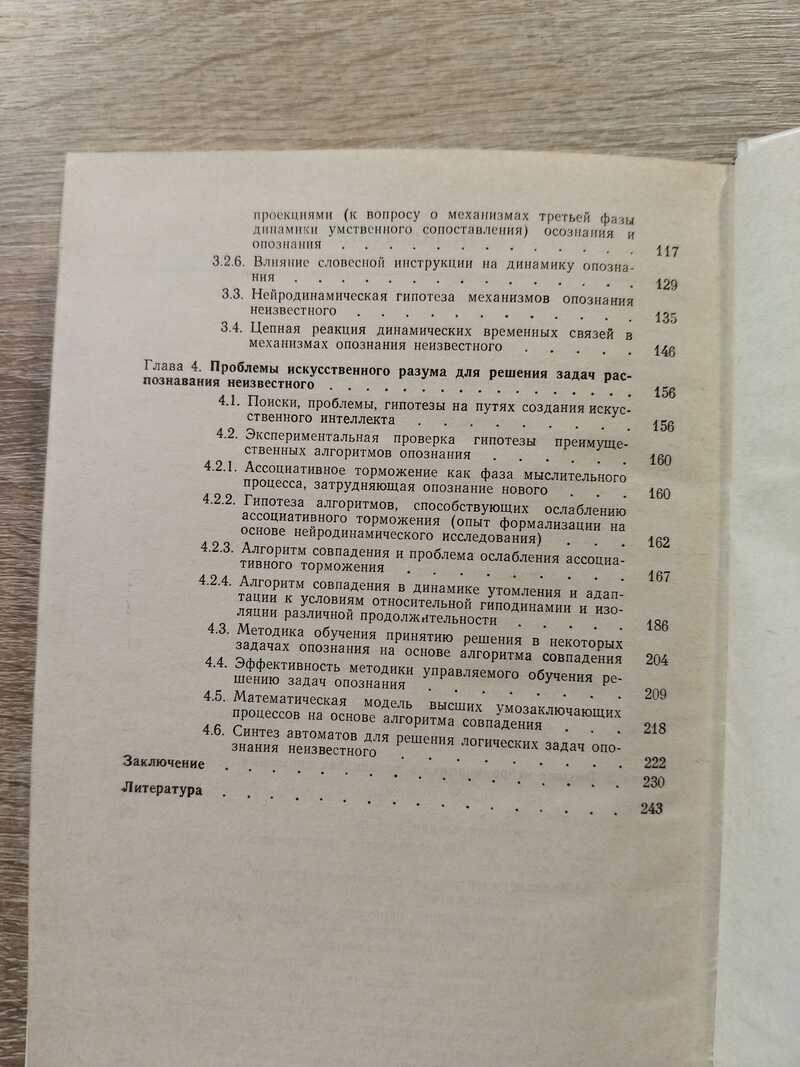 проекциями (к вопросу о механизмах третьей фазы
динамики умственного сопоставления) осознания и
опознания . . . . . . . . . . . . 117
3.2.6. Влияние словесной инструкции на динамику опозна-
ния . . . . . . . . . . . . . . 129
3.3. Нейродинамическая гипотеза механизмов опознания
неизвестного . . . . . . . . . . . 135
3.4. Цепная реакция динамических временных связей в
механизмах опознания неизвестного . . . . . 146
Глава 4. Проблемы искусственного разума для решения задач рас-
познавания неизвестного . . . . . . . . . . . . . . 156
4.1. Поиски, проблемы, гипотезы на путях создания искус-
ственного интеллекта . . . . . . . . . 156
4.2. Экспериментальная проверка гипотезы преимуще-
ственных алгоритмов опознания . . . . . . 160
4.2.1. Ассоциативное торможение как фаза мыслительного
процесса, затрудняющая опознание нового . . . 160
4.2.2. Гипотеза алгоритмов, способствующих ослаблению
ассоциативного торможения (опыт формализации на
основе нейродинамического исследования) . . . 162
4.2.3. Алгоритм совпадения и проблема ослабления ассоциа-
тивного торможения . . . . . . . . . 167
4.2.4. Алгоритм совпадения в динамике утомления и адап-
тации к условиям относительной гиподинамии и изо-
ляции различной продолжительности . . . . . 186
4.3. Методика обучения принятию решения в некоторых
задачах опознания на основе алгоритма совпадения 204
4.4. Эффективность методики управляемого обучения ре-
шению задач опознания . . . . . . . . 209
4.5. Математическая модель высших умозаключающих
процессов на основе алгоритма совпадения . . . 218
4.6. Синтез автоматов для решения логических задач опо-
знания неизвестного . . . . . . . . . . 222
Заключение . . . . . . . . . . . . . . . . . 230
Литература . . . . . . . . . . . . . . . . . 243